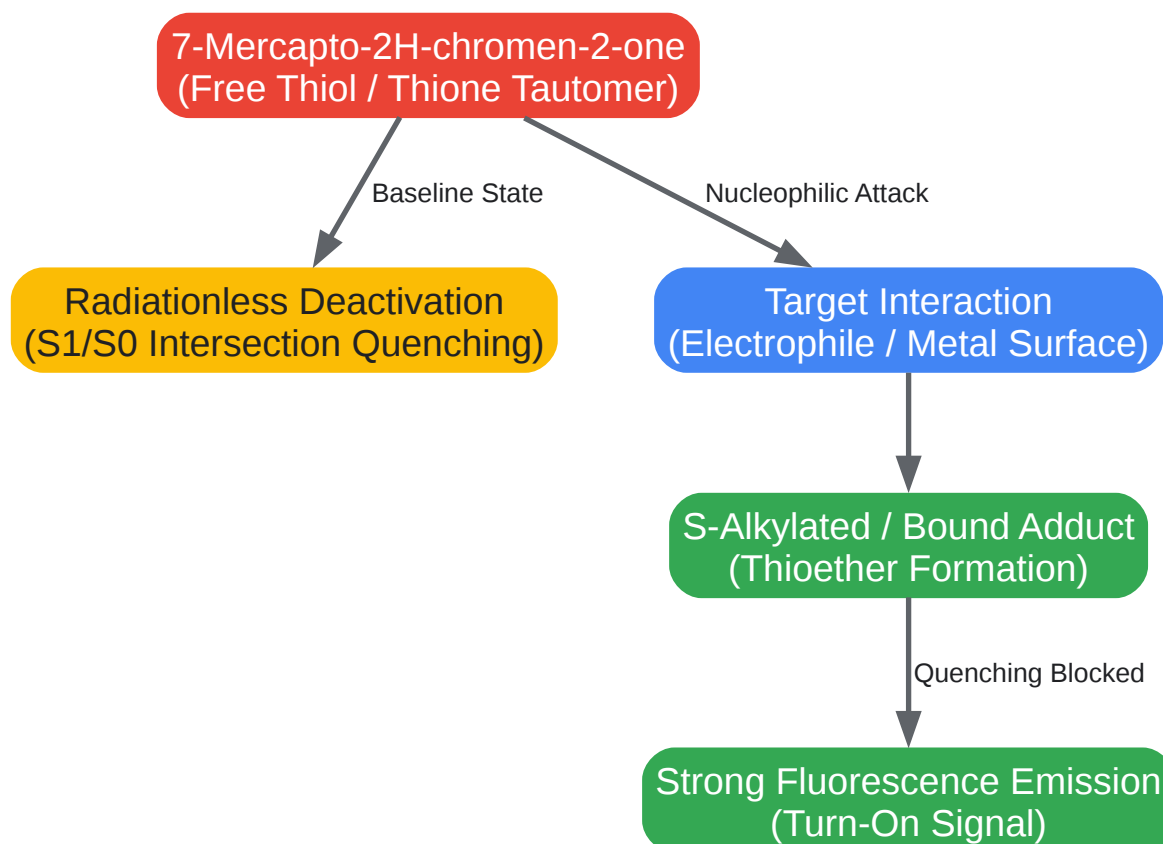 7-Mercapto-2H-chromen-2-one
(Free Thiol / Thione Tautomer)
Baseline State
Nucleophilic Attack
Radiationless Deactivation
(S1/S0 Intersection Quenching)
Target Interaction
(Electrophile / Metal Surface)
S-Alkylated / Bound Adduct
(Thioether Formation)
Quenching Blocked
Strong Fluorescence Emission
(Turn-On Signal)